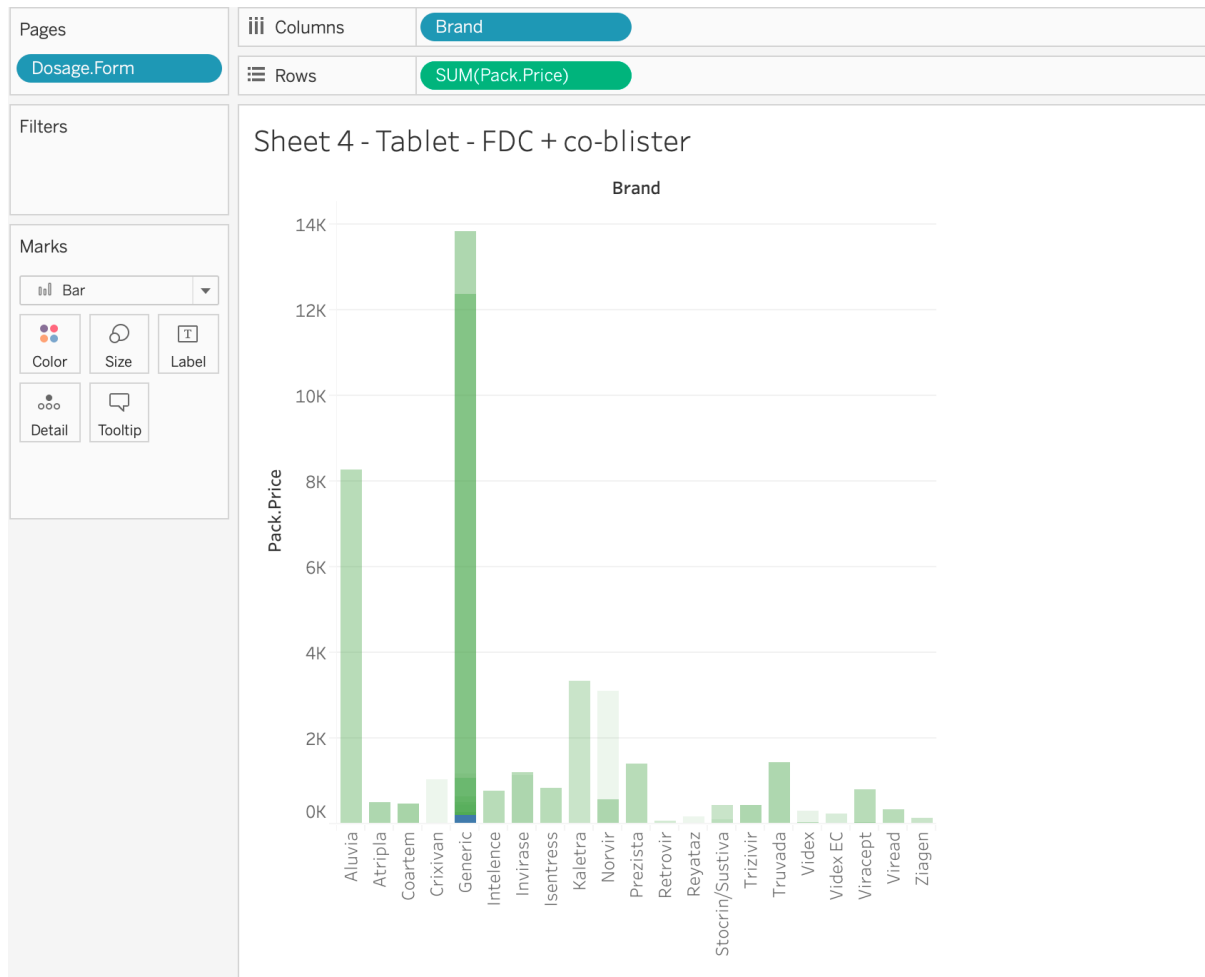 Pages
Dosage.Form
Columns
Brand
Rows
SUM(Pack.Price)
Filters
Marks
Bar
Color
Size
T
Label
Detail
Tooltip
Sheet 4 - Tablet - FDC + co-blister
Brand
14K
12K
10K
8K
6K
4K
2K
0K
Pack.Price
Aluvia
Atripla
Coartem
Crixivan
Generic
Intelence
Invirase
Isentress
Kaletra
Norvir
Prezista
Retrovir
Reyataz
Stocrin/Sustiva
Trizivir
Truvada
Videx
Videx EC
Viracept
Viread
Ziagen